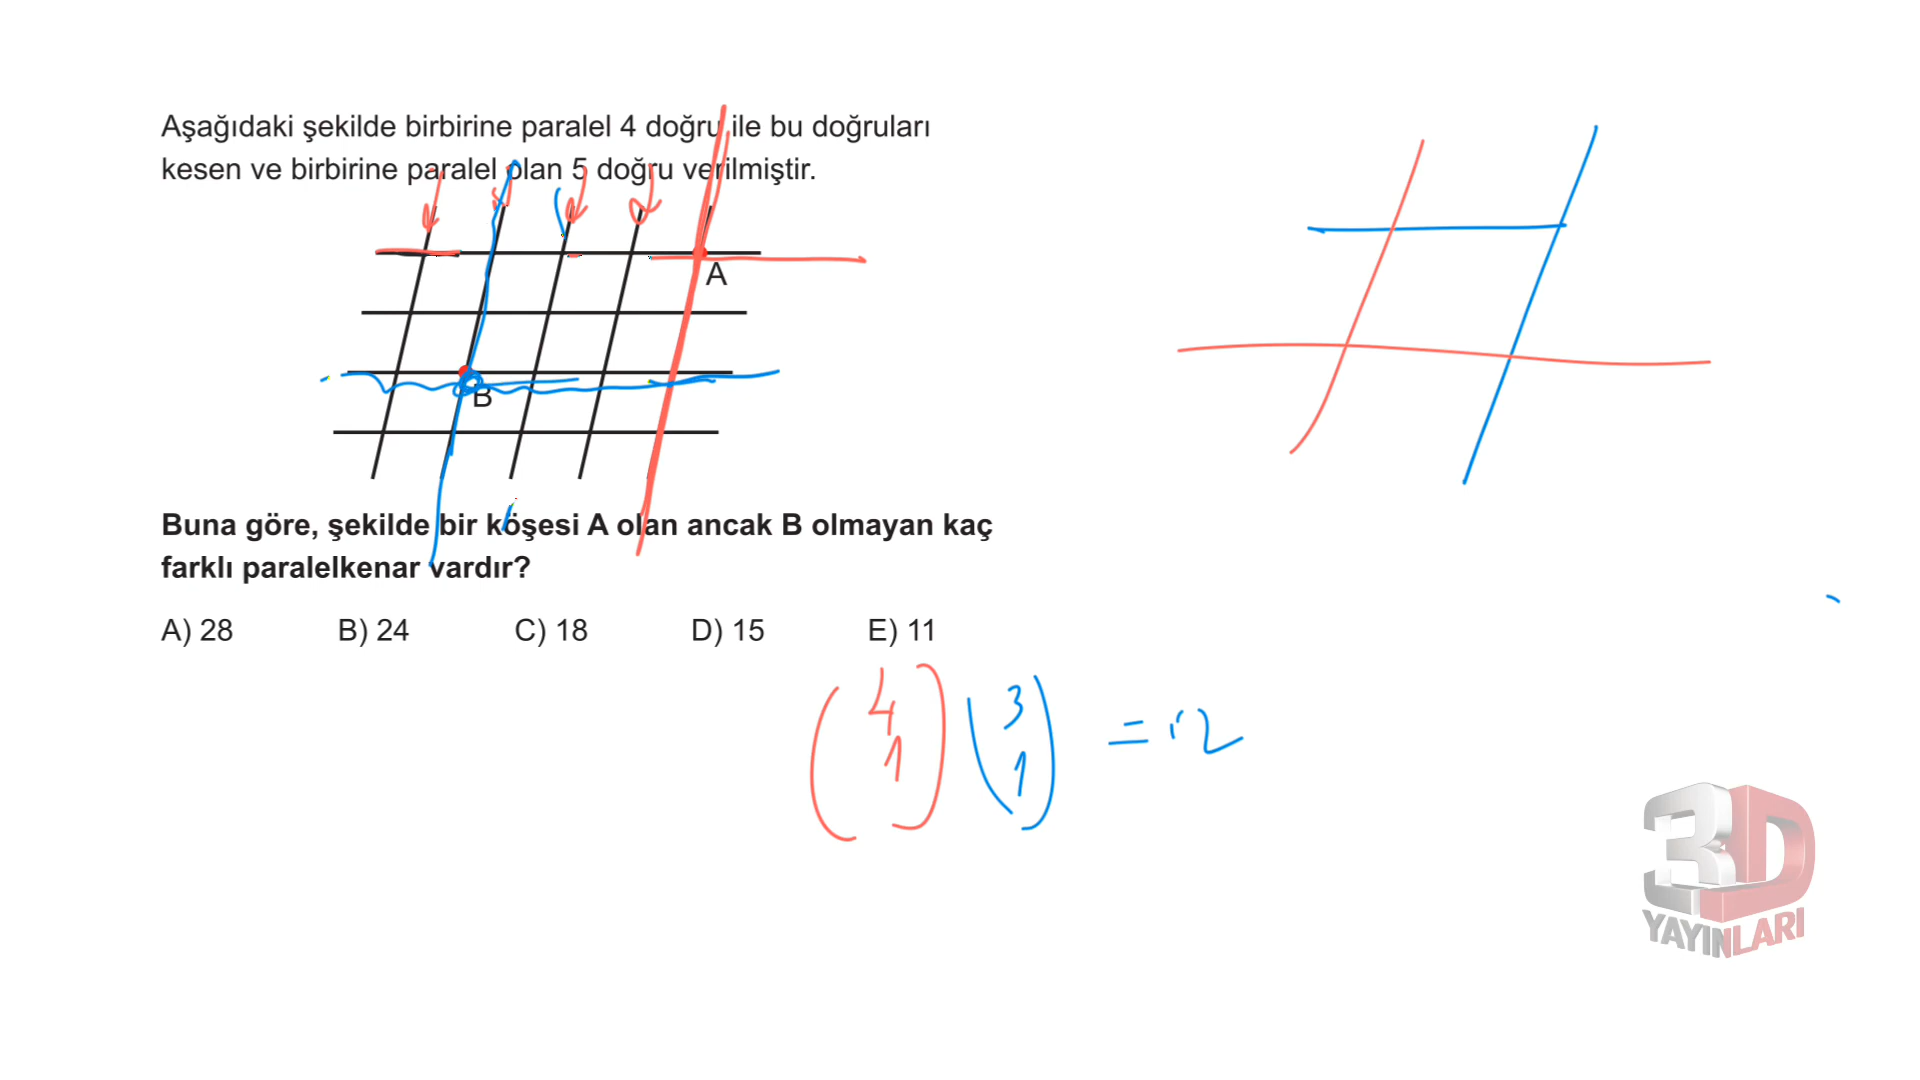 Aşağıdaki şekilde birbirine paralel 4 doğru ile bu doğruları
kesen ve birbirine paralel olan 5 doğru verilmiştir.
A
B
Buna göre, şekilde bir köşesi A olan ancak B olmayan kaç
farklı paralelkenar vardır?
A) 28 B) 24 C) 18 D) 15 E) 11
(4 1) (3 1) = 12
3D
YAYINLARI